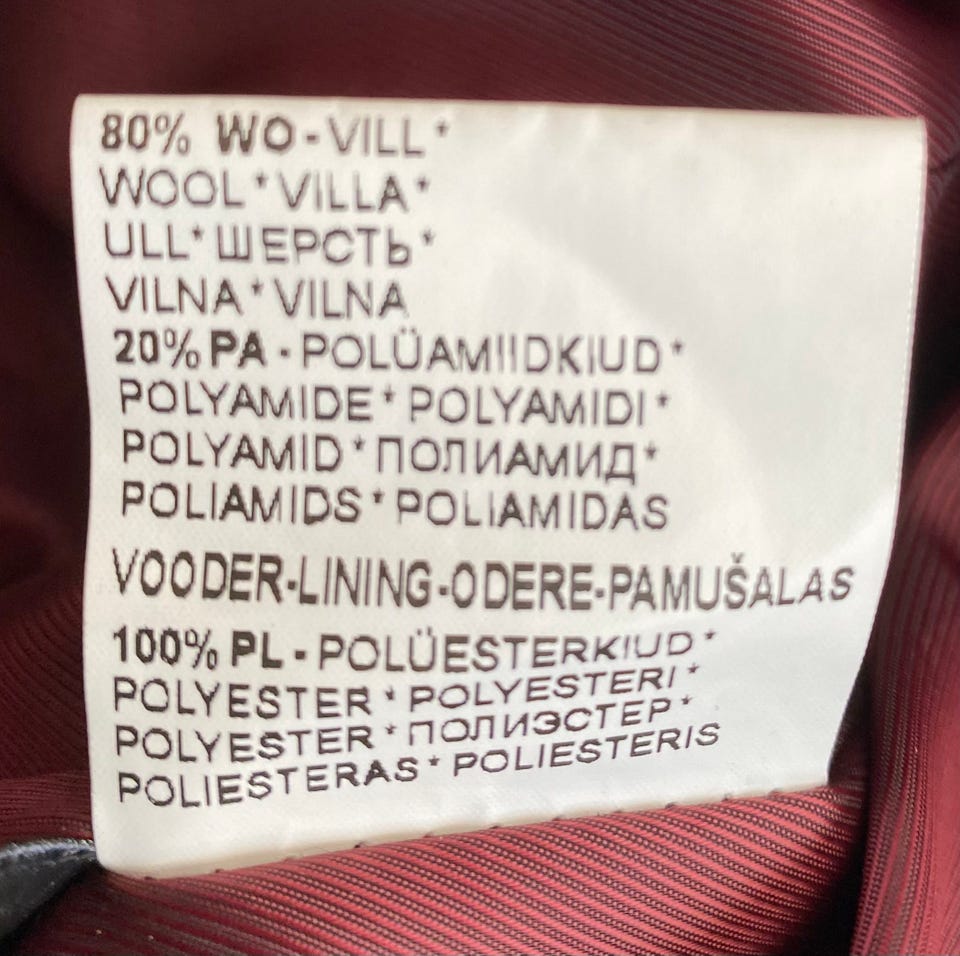 80% WO-VILL*
WOOL*VILLA*
ULL*ШЕРСТЬ*
VILNA*VILNA
20% PA-POLÜAMIIDKIUD*
POLYAMIDE*POLYAMIDI*
POLYAMID*ПОЛИАМИД*
POLIAMIDS*POLIAMIDAS
VOODER-LINING-ODERE-PAMUŠALAS
100% PL-POLÜESTERKIUD*
POLYESTER*POLYESTERI*
POLYESTER*ПОЛИЭСТЕР*
POLIESTERAS*POLIESTERIS